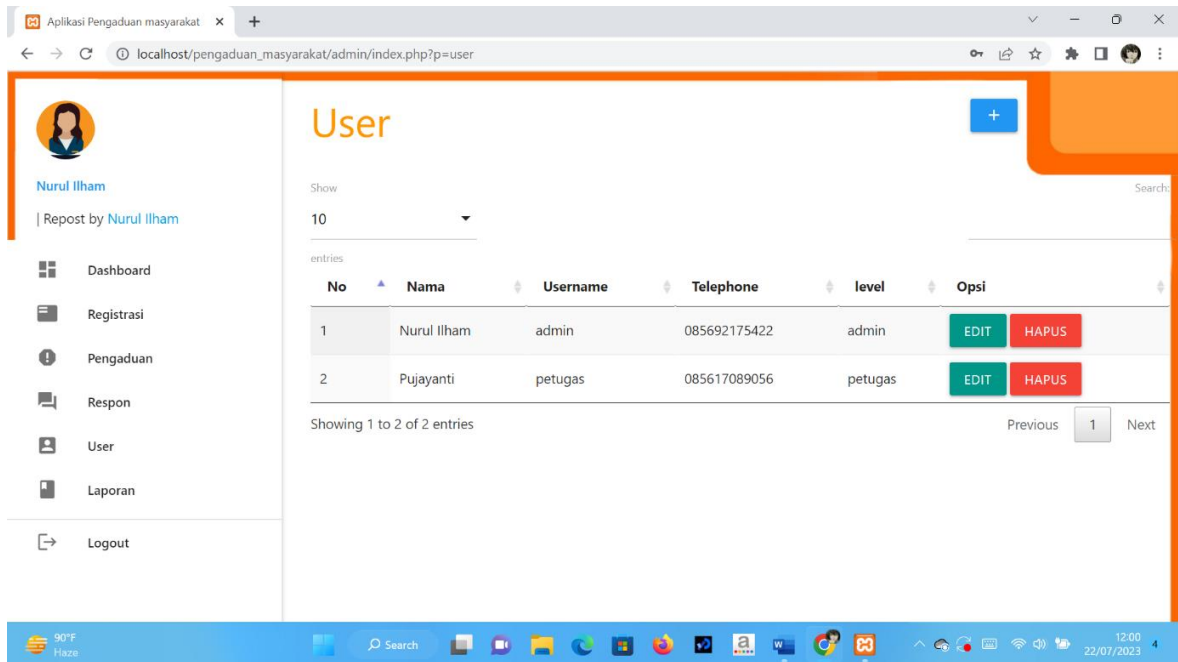 Aplikasi Pengaduan masyarakat
localhost/pengaduan_masyarakat/admin/index.php?p=user
Nurul Ilham
| Repost by Nurul Ilham
Dashboard
Registrasi
Pengaduan
Respon
User
Laporan
Logout
User
+
Show
Search:
10
entries
No Nama Username Telephone level Opsi
1 Nurul Ilham admin 085692175422 admin EDIT HAPUS
2 Pujayanti petugas 085617089056 petugas EDIT HAPUS
Showing 1 to 2 of 2 entries
Previous 1 Next
90°F
Haze
Search
12:00
22/07/2023
4